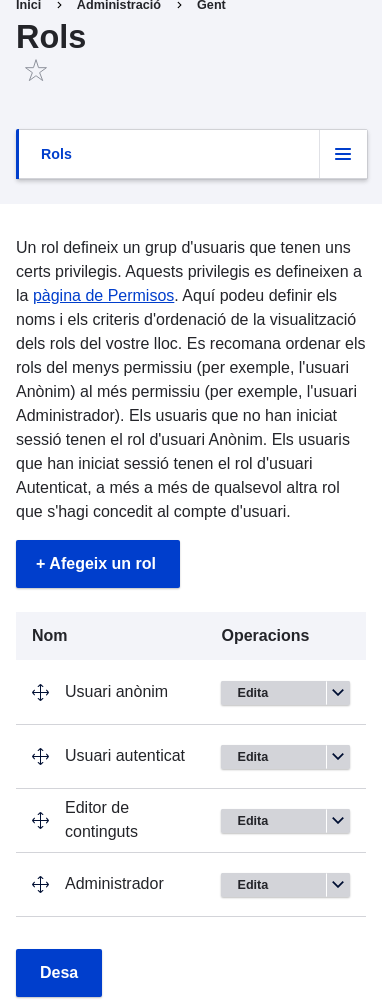 Inici > Administració > Gent
Rols
Rols
Un rol defineix un grup d'usuaris que tenen uns
certs privilegis. Aquests privilegis es defineixen a
la pàgina de Permisos. Aquí podeu definir els
noms i els criteris d'ordenació de la visualització
dels rols del vostre lloc. Es recomana ordenar els
rols del menys permissiu (per exemple, l'usuari
Anònim) al més permissiu (per exemple, l'usuari
Administrador). Els usuaris que no han iniciat
sessió tenen el rol d'usuari Anònim. Els usuaris
que han iniciat sessió tenen el rol d'usuari
Autenticat, a més a més de qualsevol altra rol
que s'hagi concedit al compte d'usuari.
+ Afegeix un rol
Nom Operacions
Usuari anònim Edita
Usuari autenticat Edita
Editor de
continguts Edita
Administrador Edita
Desa